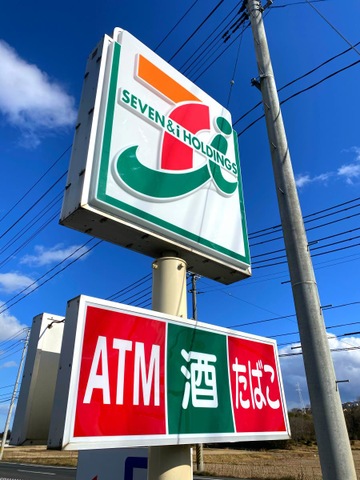 SEVEN & i HOLDINGS
ATM 酒 たばこ